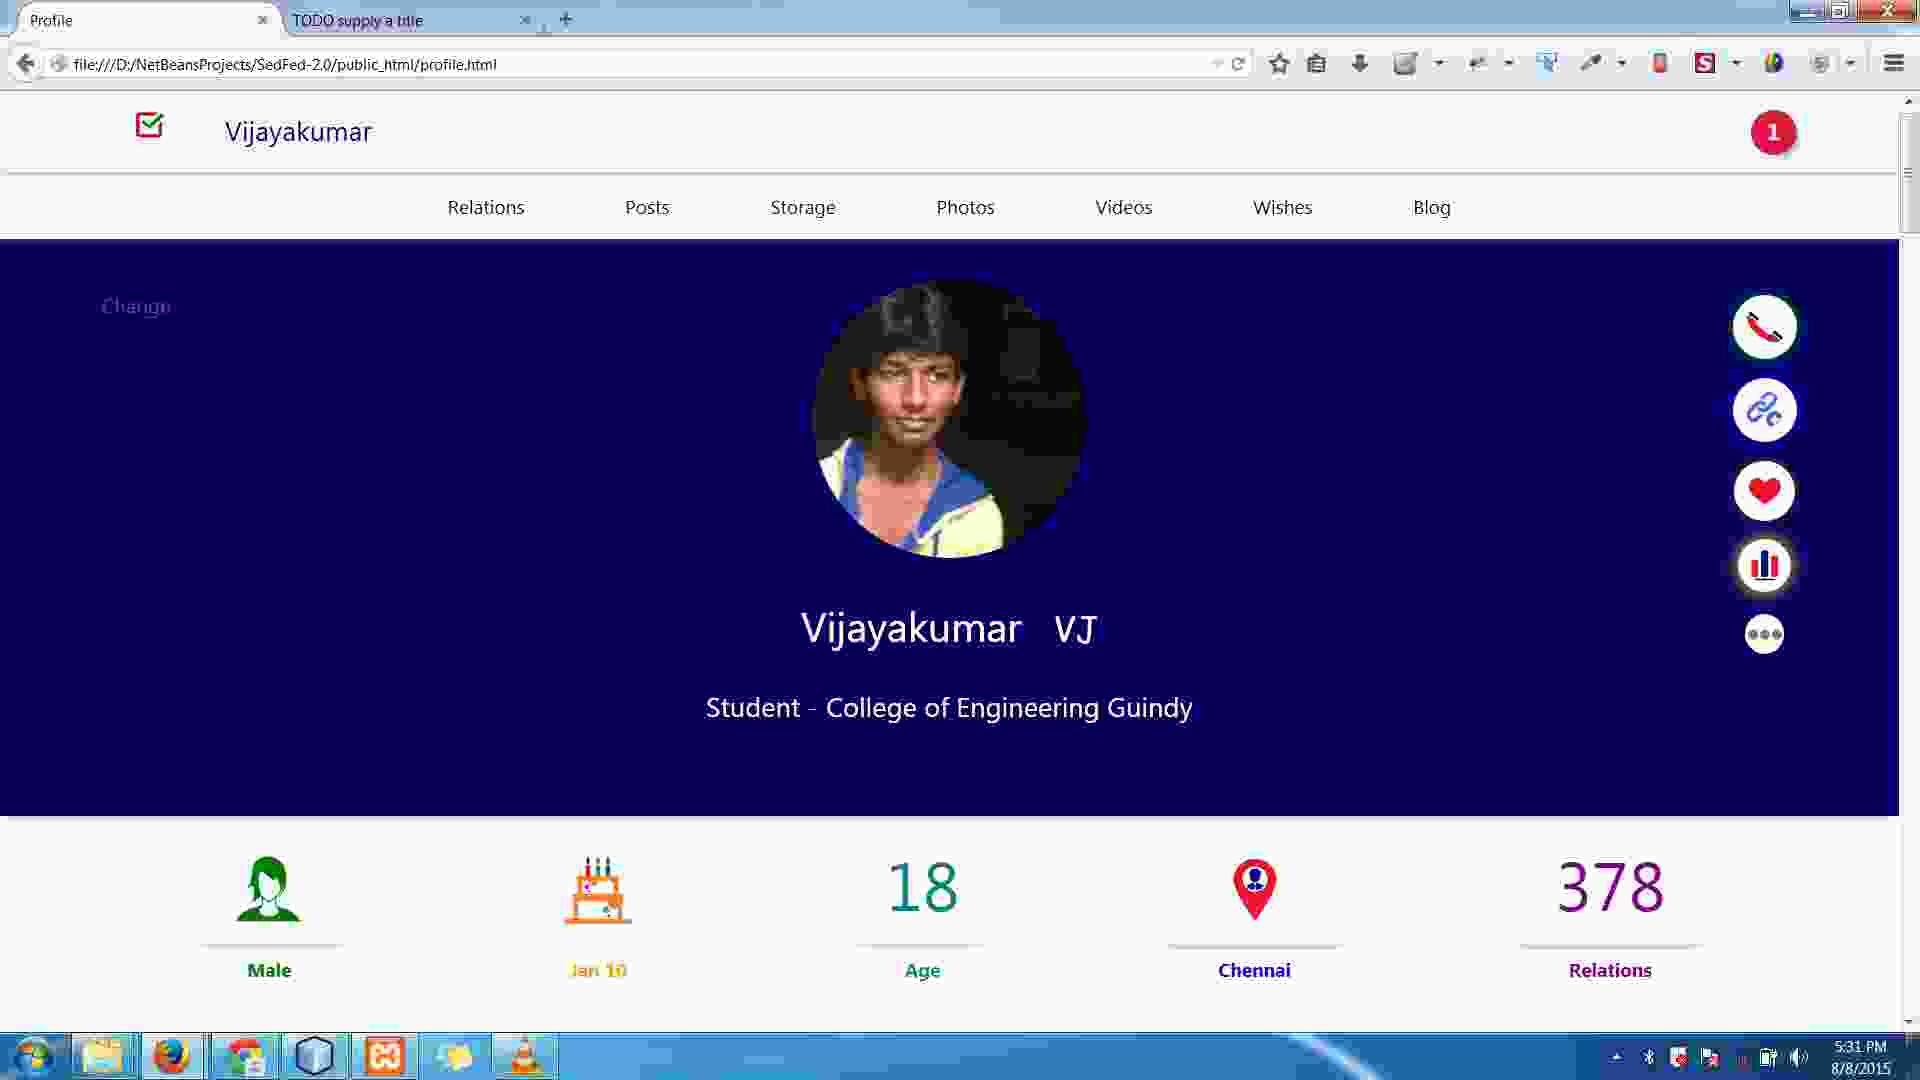 Profile
TODO supply a title
file:///D:/NetBeansProjects/SedFed-2.0/public_html/profile.html
S
Vijayakumar
1
Relations Posts Storage Photos Videos Wishes Blog
Change
Vijayakumar VJ
Student - College of Engineering Guindy
18 378
Male Jan 10 Age Chennai Relations
5:31 PM
8/8/2015